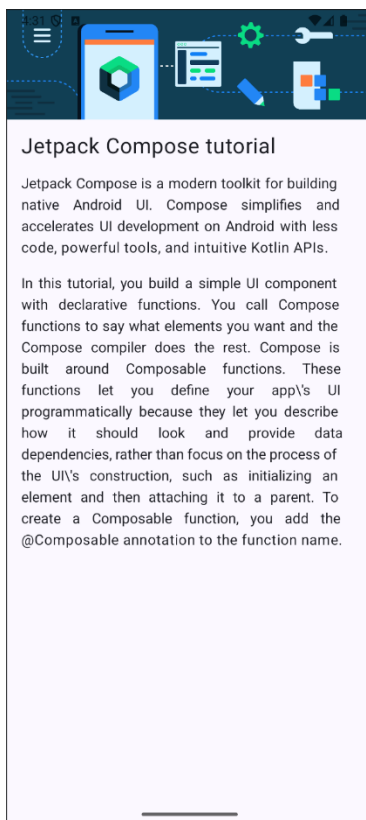 4:31
Jetpack Compose tutorial
Jetpack Compose is a modern toolkit for building
native Android UI. Compose simplifies and
accelerates UI development on Android with less
code, powerful tools, and intuitive Kotlin APIs.
In this tutorial, you build a simple UI component
with declarative functions. You call Compose
functions to say what elements you want and the
Compose compiler does the rest. Compose is
built around Composable functions. These
functions let you define your app\'s UI
programmatically because they let you describe
how it should look and provide data
dependencies, rather than focus on the process of
the UI\'s construction, such as initializing an
element and then attaching it to a parent. To
create a Composable function, you add the
@Composable annotation to the function name.